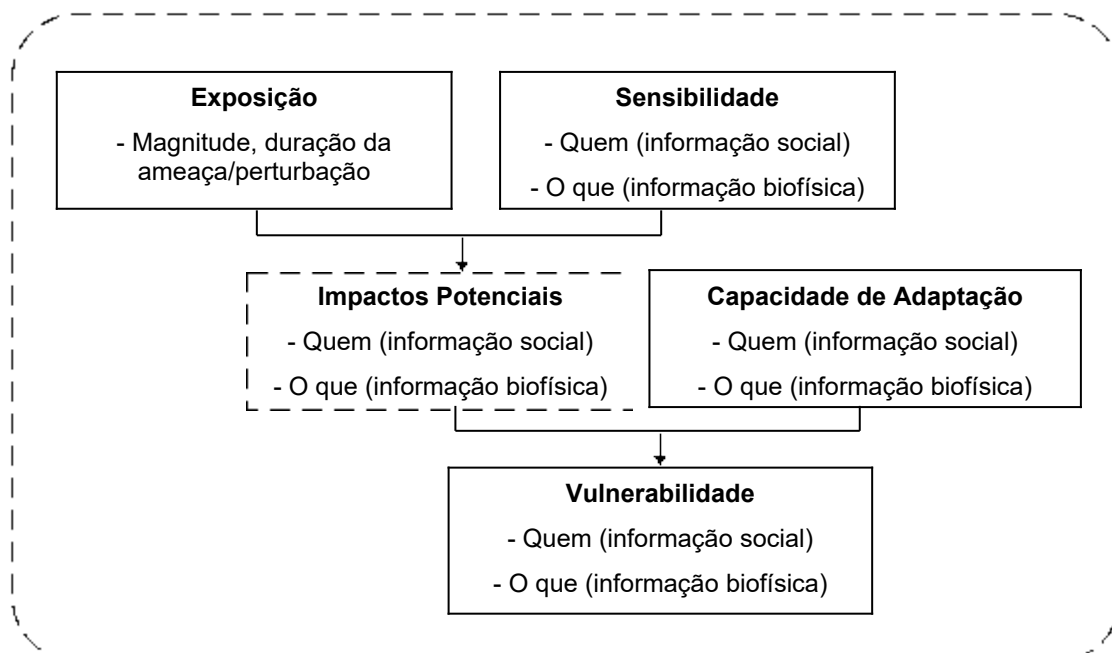 Exposição
- Magnitude, duração da
ameaça/perturbação
Sensibilidade
- Quem (informação social)
- O que (informação biofísica)
Impactos Potenciais
- Quem (informação social)
- O que (informação biofísica)
Capacidade de Adaptação
- Quem (informação social)
- O que (informação biofísica)
Vulnerabilidade
- Quem (informação social)
- O que (informação biofísica)